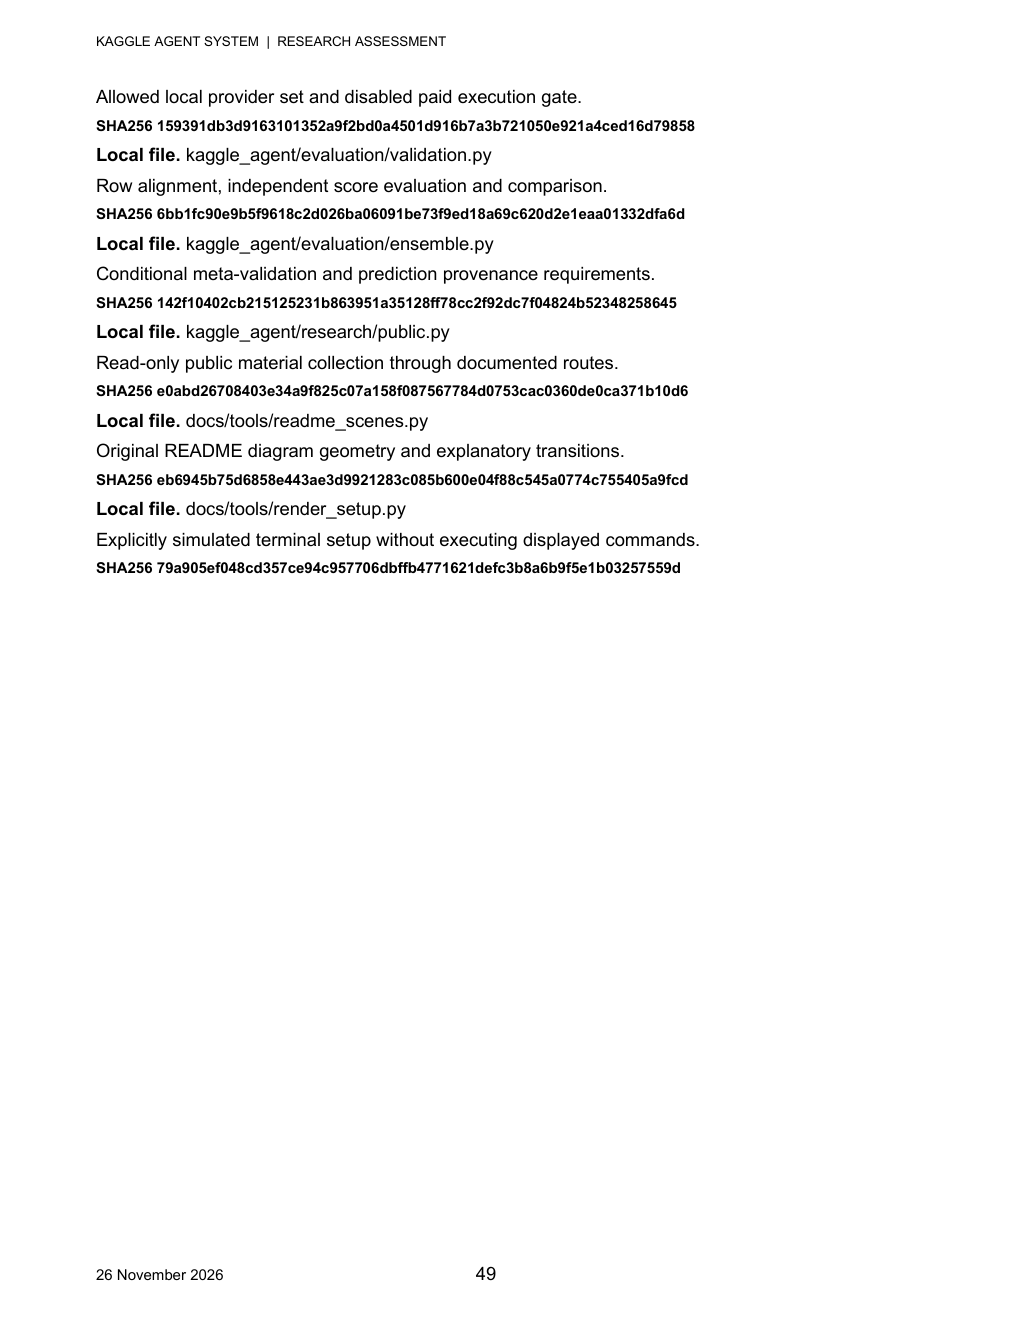 KAGGLE AGENT SYSTEM | RESEARCH ASSESSMENT
Allowed local provider set and disabled paid execution gate.
SHA256 159391db3d9163101352a9f2bd0a4501d916b7a3b721050e921a4ced16d79858
Local file. kaggle_agent/evaluation/validation.py
Row alignment, independent score evaluation and comparison.
SHA256 6bb1fc90e9b5f9618c2d026ba06091be73f9ed18a69c620d2e1eaa01332dfa6d
Local file. kaggle_agent/evaluation/ensemble.py
Conditional meta-validation and prediction provenance requirements.
SHA256 142f10402cb215125231b863951a35128ff78cc2f92dc7f04824b52348258645
Local file. kaggle_agent/research/public.py
Read-only public material collection through documented routes.
SHA256 e0abd26708403e34a9f825c07a158f087567784d0753cac0360de0ca371b10d6
Local file. docs/tools/readme_scenes.py
Original README diagram geometry and explanatory transitions.
SHA256 eb6945b75d6858e443ae3d9921283c085b600e04f88c545a0774c755405a9fcd
Local file. docs/tools/render_setup.py
Explicitly simulated terminal setup without executing displayed commands.
SHA256 79a905ef048cd357ce94c957706dbffb4771621defc3b8a6b9f5e1b03257559d
26 November 2026 49